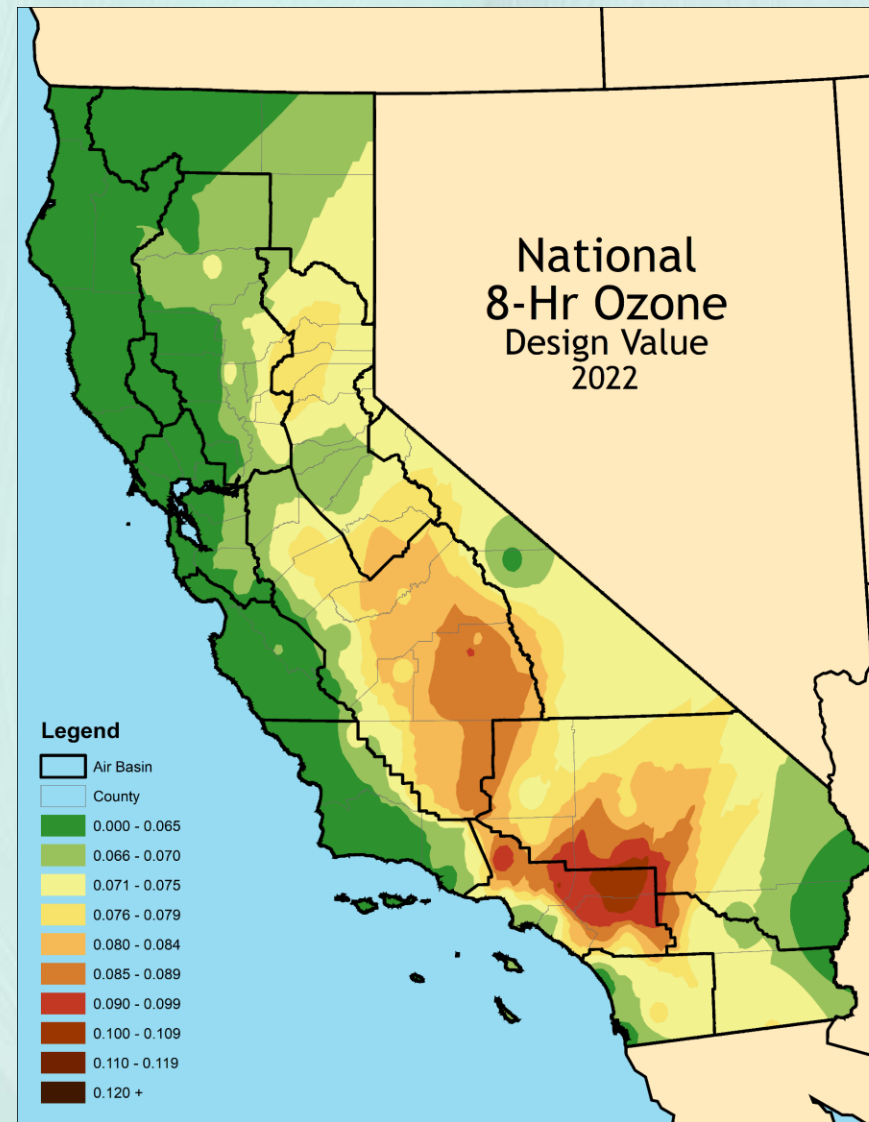 National
8-Hr Ozone
Design Value
2022
Legend
Air Basin
County
0.000 - 0.065
0.066 - 0.070
0.071 - 0.075
0.076 - 0.079
0.080 - 0.084
0.085 - 0.089
0.090 - 0.099
0.100 - 0.109
0.110 - 0.119
0.120 +